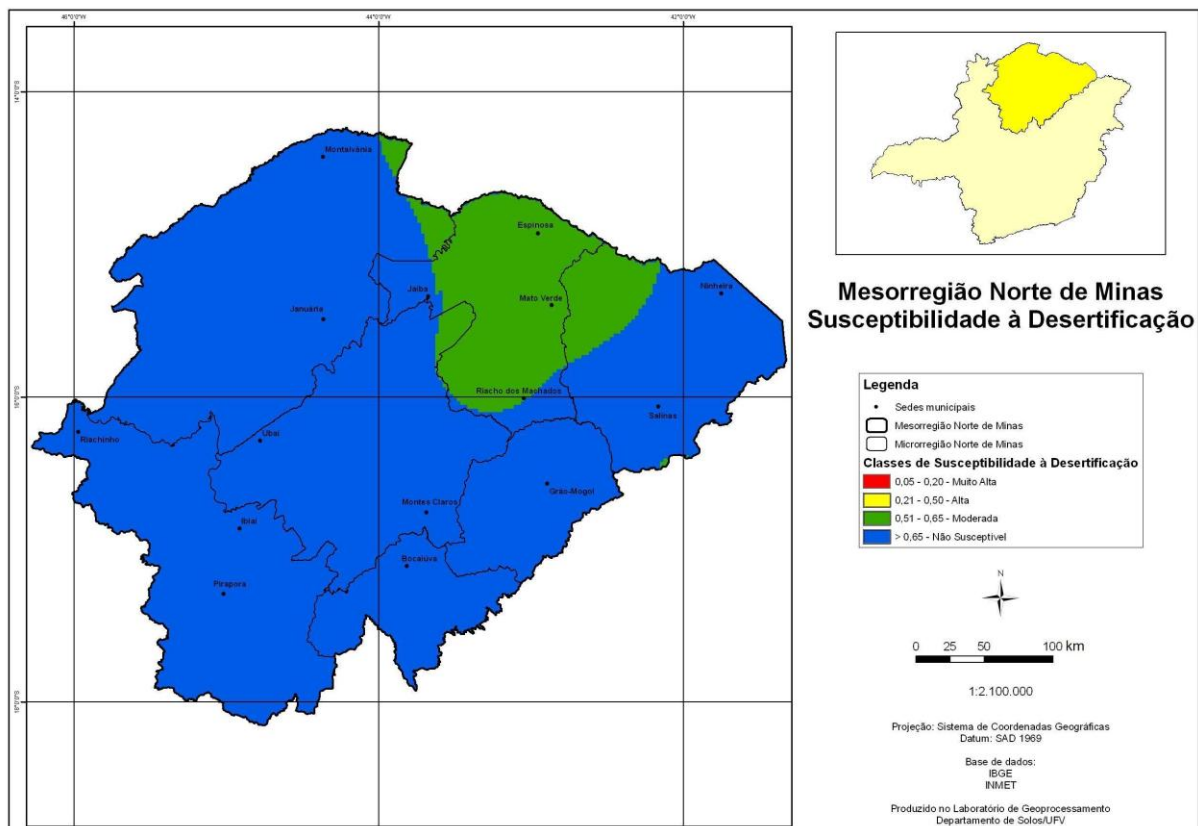 46°0'0"W
44°0'0"W
42°0'0"W
14°0'0"S
16°0'0"S
18°0'0"S
Montalvânia
Espinosa
Ninheira
Jaíba
Mato Verde
Januária
Riacho dos Machados
Salinas
Riachinho
Ubaí
Grão-Mogol
Montes Claros
Ibiaí
Bocaiúva
Pirapora
Mesorregião Norte de Minas
Susceptibilidade à Desertificação
Legenda
Sedes municipais
Mesorregião Norte de Minas
Microrregião Norte de Minas
Classes de Susceptibilidade à Desertificação
0,05 - 0,20 - Muito Alta
0,21 - 0,50 - Alta
0,51 - 0,65 - Moderada
> 0,65 - Não Susceptível
N
0 25 50 100 km
1:2.100.000
Projeção: Sistema de Coordenadas Geográficas
Datum: SAD 1969
Base de dados:
IBGE
INMET
Produzido no Laboratório de Geoprocessamento
Departamento de Solos/UFV